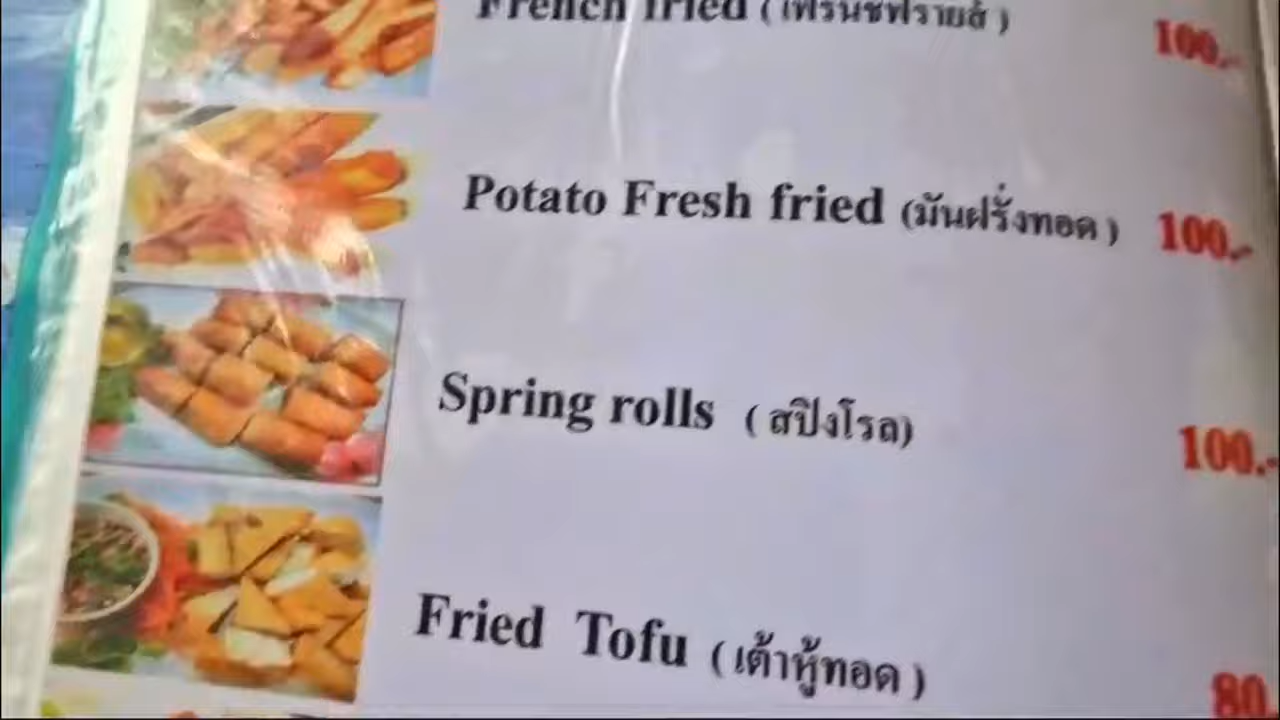 French fried ( เฟรนชฟรายส์ ) 100.-
Potato Fresh fried (มันฝรั่งทอด ) 100.-
Spring rolls ( สปิงโรล) 100.-
Fried Tofu ( เต้าหู้ทอด ) 80.